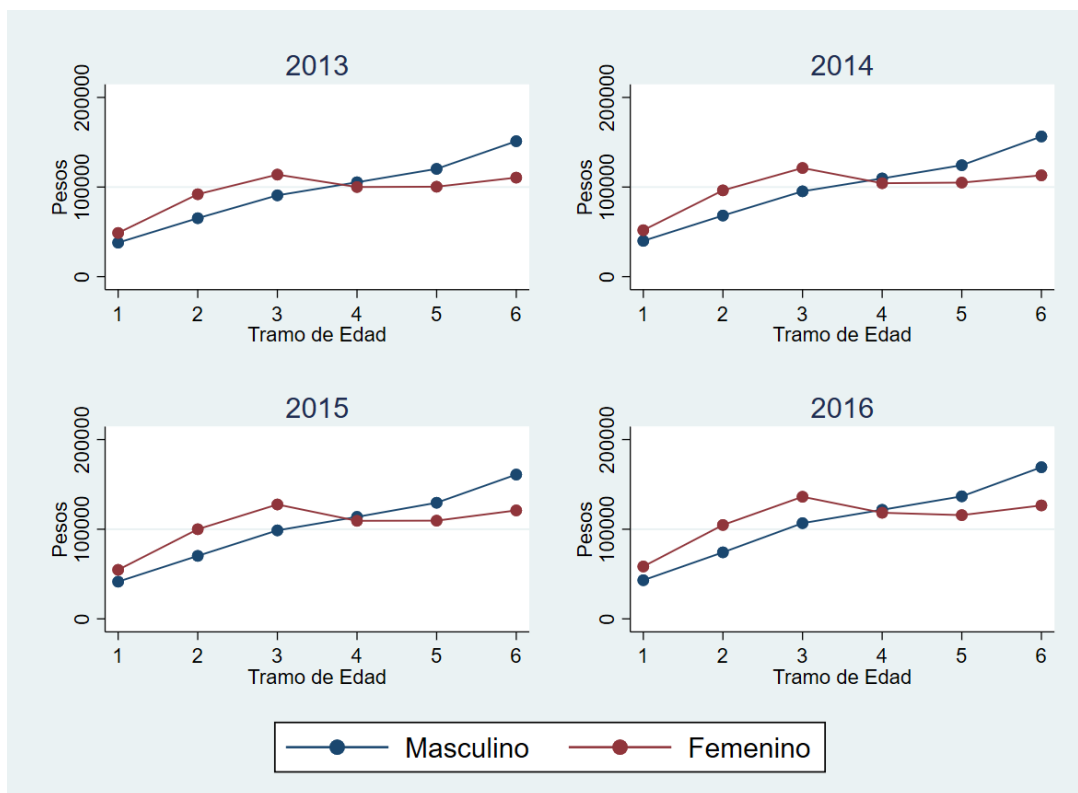 2013
200000
100000
0
Pesos
1 2 3 4 5 6
Tramo de Edad
2014
200000
100000
0
Pesos
1 2 3 4 5 6
Tramo de Edad
2015
200000
100000
0
Pesos
1 2 3 4 5 6
Tramo de Edad
2016
200000
100000
0
Pesos
1 2 3 4 5 6
Tramo de Edad
Masculino Femenino